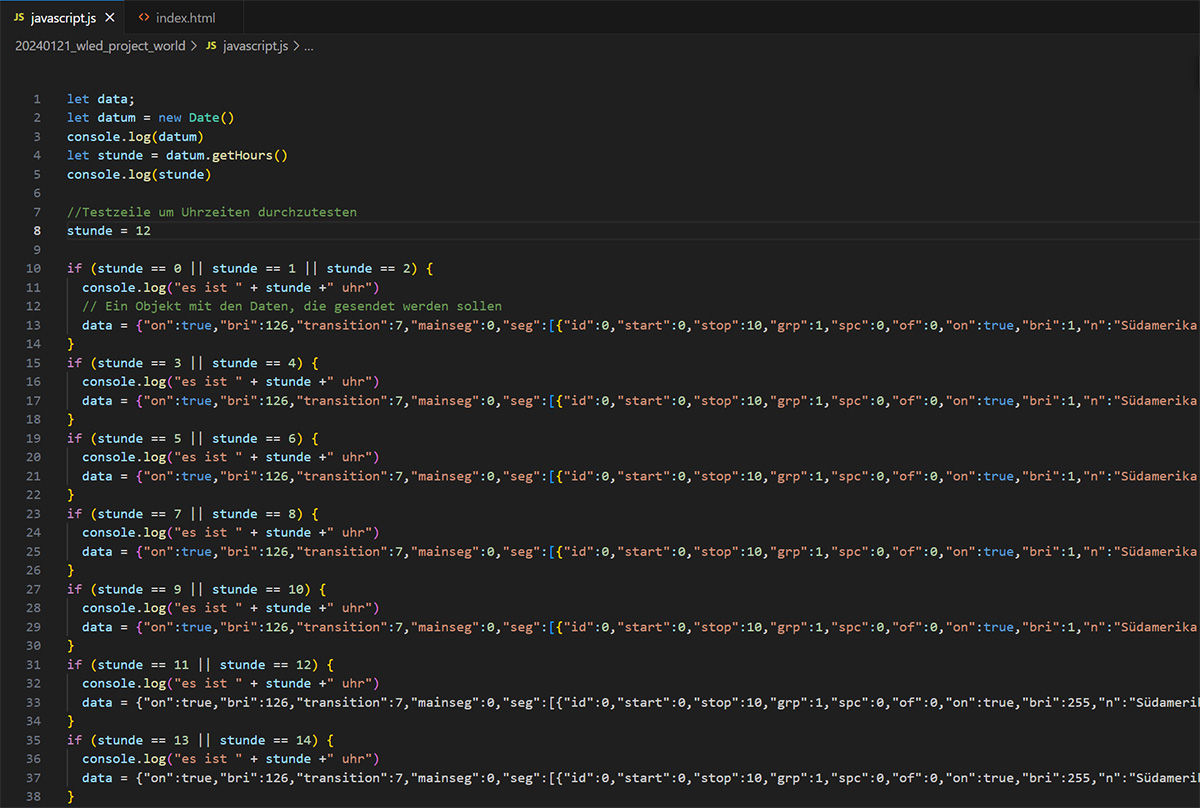 JS javascript.js × <> index.html
20240121_wled_project_world > JS javascript.js > ...
1 let data;
2 let datum = new Date()
3 console.log(datum)
4 let stunde = datum.getHours()
5 console.log(stunde)
6
7 //Testzeile um Uhrzeiten durchzutesten
8 stunde = 12
9
10 if (stunde == 0 || stunde == 1 || stunde == 2) {
11 console.log("es ist " + stunde +" uhr")
12 // Ein Objekt mit den Daten, die gesendet werden sollen
13 data = {"on":true,"bri":126,"transition":7,"mainseg":0,"seg":[{"id":0,"start":0,"stop":10,"grp":1,"spc":0,"of":0,"on":true,"bri":1,"n":"Südamerika
14 }
15 if (stunde == 3 || stunde == 4) {
16 console.log("es ist " + stunde +" uhr")
17 data = {"on":true,"bri":126,"transition":7,"mainseg":0,"seg":[{"id":0,"start":0,"stop":10,"grp":1,"spc":0,"of":0,"on":true,"bri":1,"n":"Südamerika
18 }
19 if (stunde == 5 || stunde == 6) {
20 console.log("es ist " + stunde +" uhr")
21 data = {"on":true,"bri":126,"transition":7,"mainseg":0,"seg":[{"id":0,"start":0,"stop":10,"grp":1,"spc":0,"of":0,"on":true,"bri":1,"n":"Südamerika
22 }
23 if (stunde == 7 || stunde == 8) {
24 console.log("es ist " + stunde +" uhr")
25 data = {"on":true,"bri":126,"transition":7,"mainseg":0,"seg":[{"id":0,"start":0,"stop":10,"grp":1,"spc":0,"of":0,"on":true,"bri":1,"n":"Südamerika
26 }
27 if (stunde == 9 || stunde == 10) {
28 console.log("es ist " + stunde +" uhr")
29 data = {"on":true,"bri":126,"transition":7,"mainseg":0,"seg":[{"id":0,"start":0,"stop":10,"grp":1,"spc":0,"of":0,"on":true,"bri":1,"n":"Südamerika
30 }
31 if (stunde == 11 || stunde == 12) {
32 console.log("es ist " + stunde +" uhr")
33 data = {"on":true,"bri":126,"transition":7,"mainseg":0,"seg":[{"id":0,"start":0,"stop":10,"grp":1,"spc":0,"of":0,"on":true,"bri":255,"n":"Südameri
34 }
35 if (stunde == 13 || stunde == 14) {
36 console.log("es ist " + stunde +" uhr")
37 data = {"on":true,"bri":126,"transition":7,"mainseg":0,"seg":[{"id":0,"start":0,"stop":10,"grp":1,"spc":0,"of":0,"on":true,"bri":255,"n":"Südameri
38 }